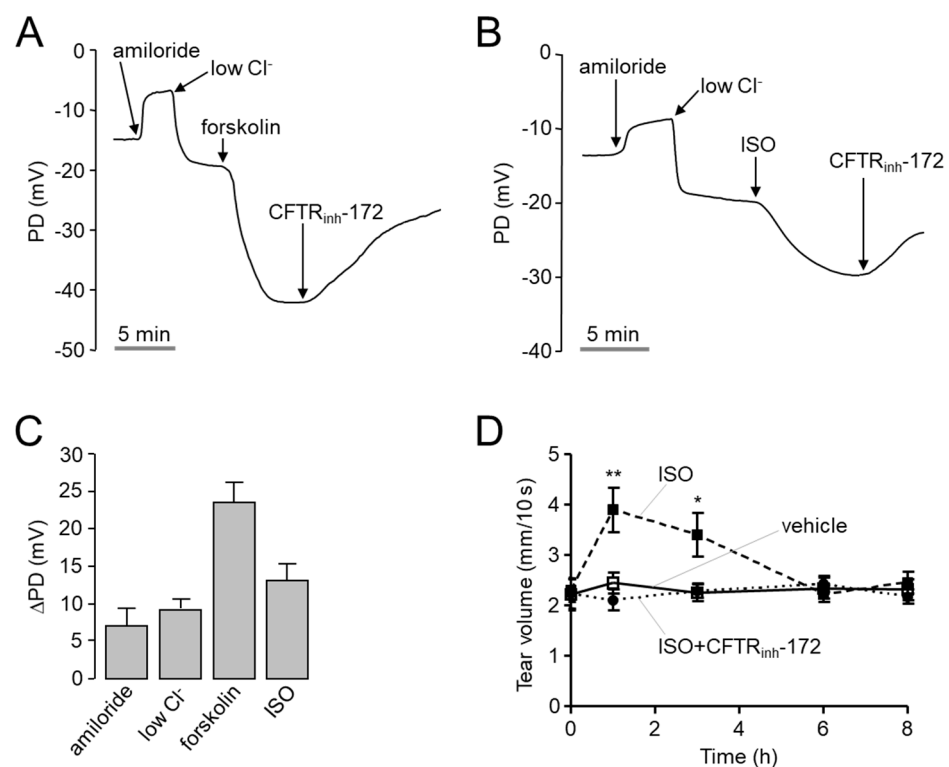 A
0
-10
-20
-30
-40
-50
PD (mV)
amiloride
low Cl⁻
forskolin
CFTRinh-172
5 min
B
0
-10
-20
-30
-40
PD (mV)
amiloride
low Cl⁻
ISO
CFTRinh-172
5 min
C
30
25
20
15
10
5
0
ΔPD (mV)
amiloride
low Cl⁻
forskolin
ISO
D
5
4
3
2
1
0
Tear volume (mm/10 s)
**
*
ISO
vehicle
ISO+CFTRinh-172
0 2 4 6 8
Time (h)